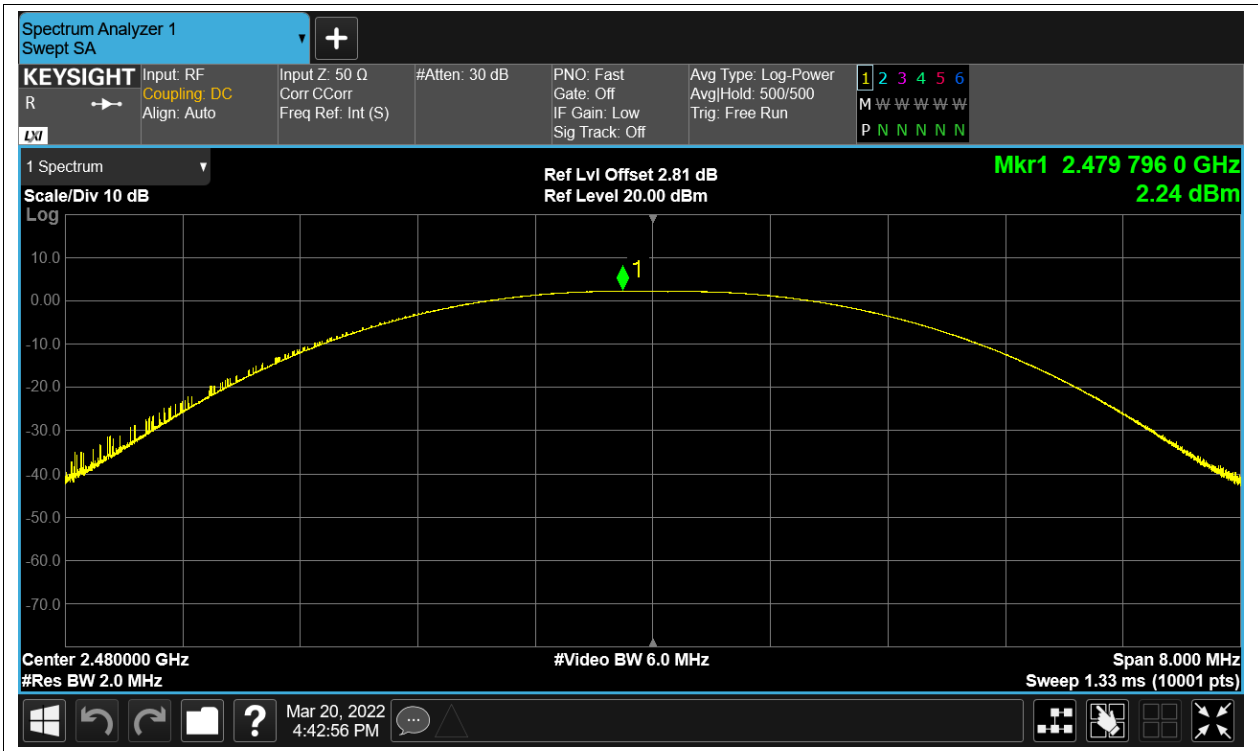 Spectrum Analyzer 1
Swept SA
+
KEYSIGHT Input: RF Input Z: 50 Ω #Atten: 30 dB PNO: Fast Avg Type: Log-Power 1 2 3 4 5 6
R Coupling: DC Corr CCorr Gate: Off Avg|Hold: 500/500 M W W W W W W
Align: Auto Freq Ref: Int (S) IF Gain: Low Trig: Free Run
LXI Sig Track: Off P N N N N N N
1 Spectrum Ref Lvl Offset 2.81 dB Mkr1 2.479 796 0 GHz
Scale/Div 10 dB Ref Level 20.00 dBm 2.24 dBm
Log
10.0
1
0.00
-10.0
-20.0
-30.0
-40.0
-50.0
-60.0
-70.0
Center 2.480000 GHz #Video BW 6.0 MHz Span 8.000 MHz
#Res BW 2.0 MHz Sweep 1.33 ms (10001 pts)
? Mar 20, 2022
4:42:56 PM